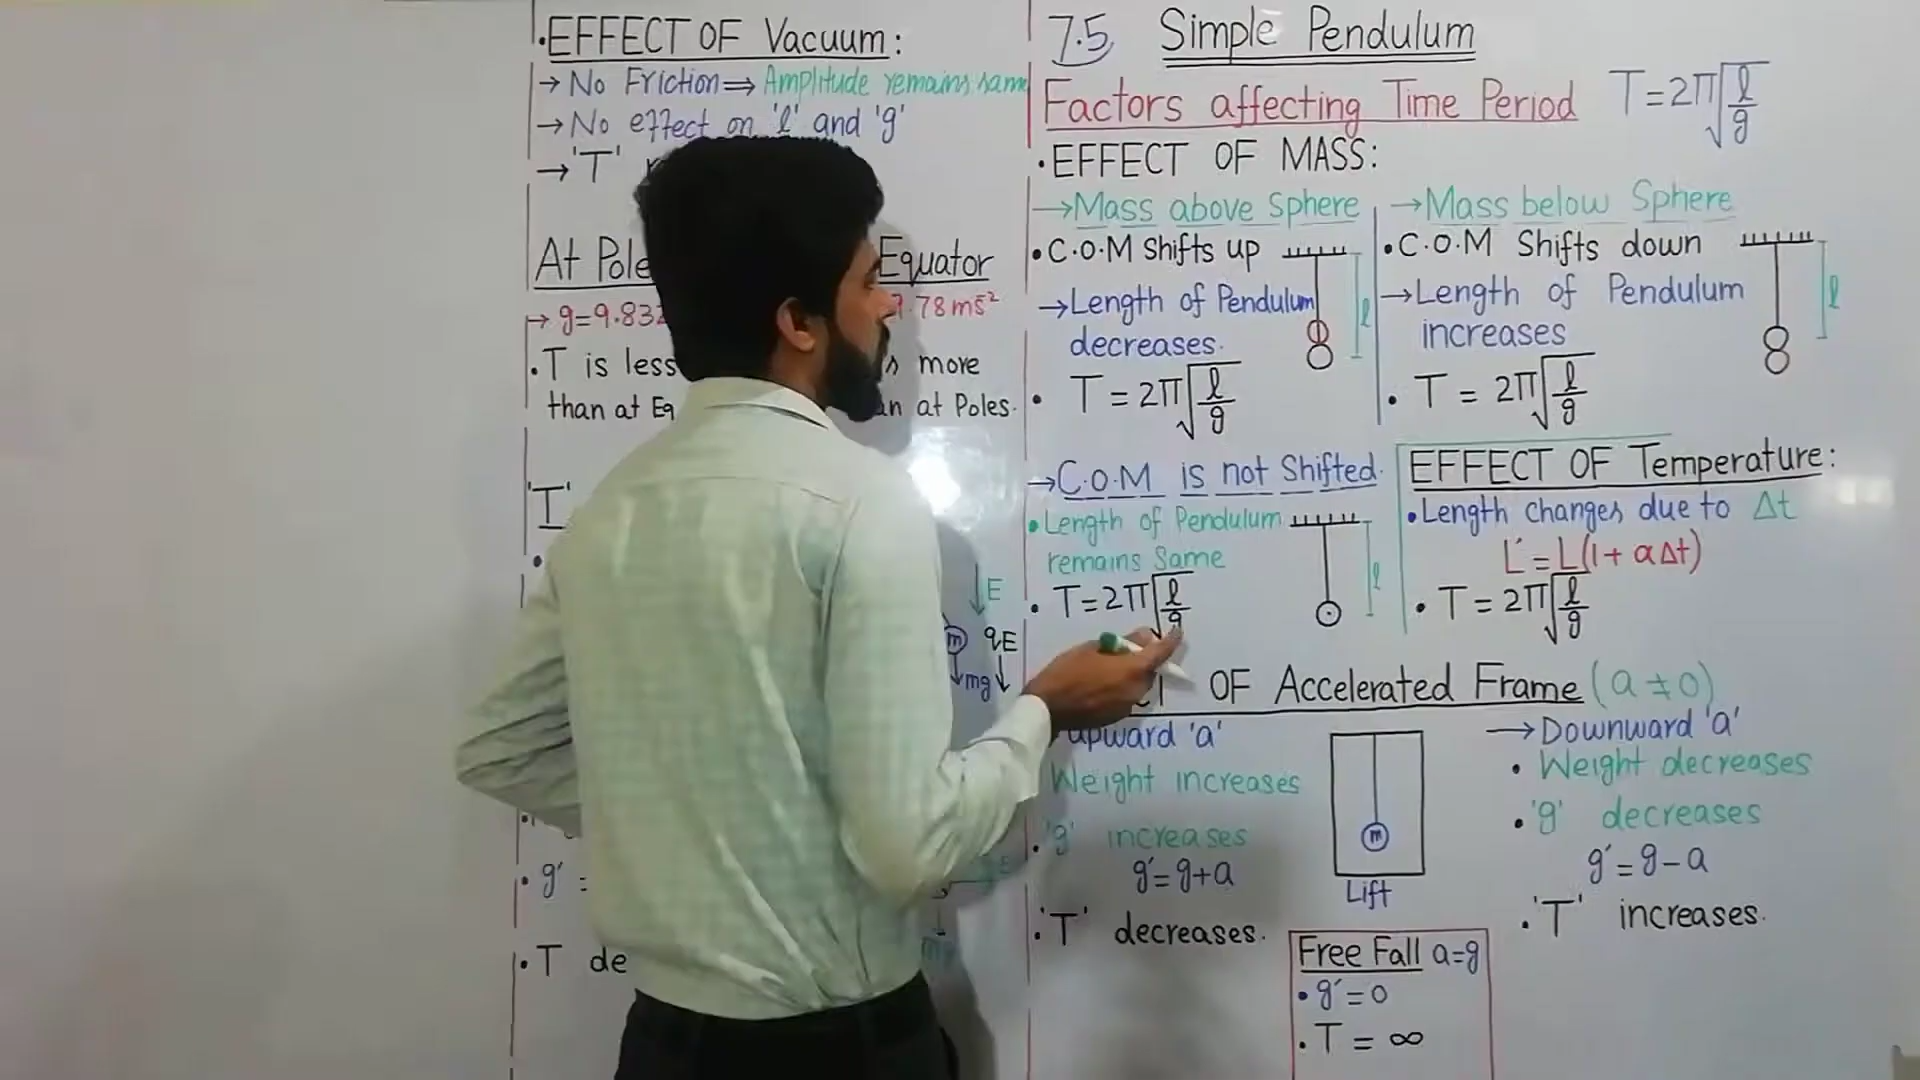 •EFFECT OF Vacuum:
→ No Friction ⇒ Amplitude remains same
→ No effect on 'l' and 'g'
→ 'T'
At Pole
Equator
→ g=9.83
9.78ms²
•T is less
more
than at Eq
at Poles.
'T'
E
m qE
mg
• g' =
• T de
7.5 Simple Pendulum
Factors affecting Time Period T=2π√l/g
•EFFECT OF MASS:
→Mass above Sphere
•C.O.M Shifts up
→Length of Pendulum
decreases.
l
• T = 2π√l/g
→Mass below Sphere
•C.O.M Shifts down
→Length of Pendulum
increases
l
• T = 2π√l/g
→C.O.M is not Shifted.
•Length of Pendulum
remains Same
l
• T=2π√l/g
EFFECT OF Temperature:
•Length changes due to Δt
L' = L(1+αΔt)
• T = 2π√l/g
OF Accelerated Frame (a≠0)
upward 'a'
Weight increases
•'g' increases
g'=g+a
•'T' decreases.
m
Lift
→Downward 'a'
• Weight decreases
•'g' decreases
g'=g-a
•'T' increases.
Free Fall a=g
•g'=0
•T = ∞